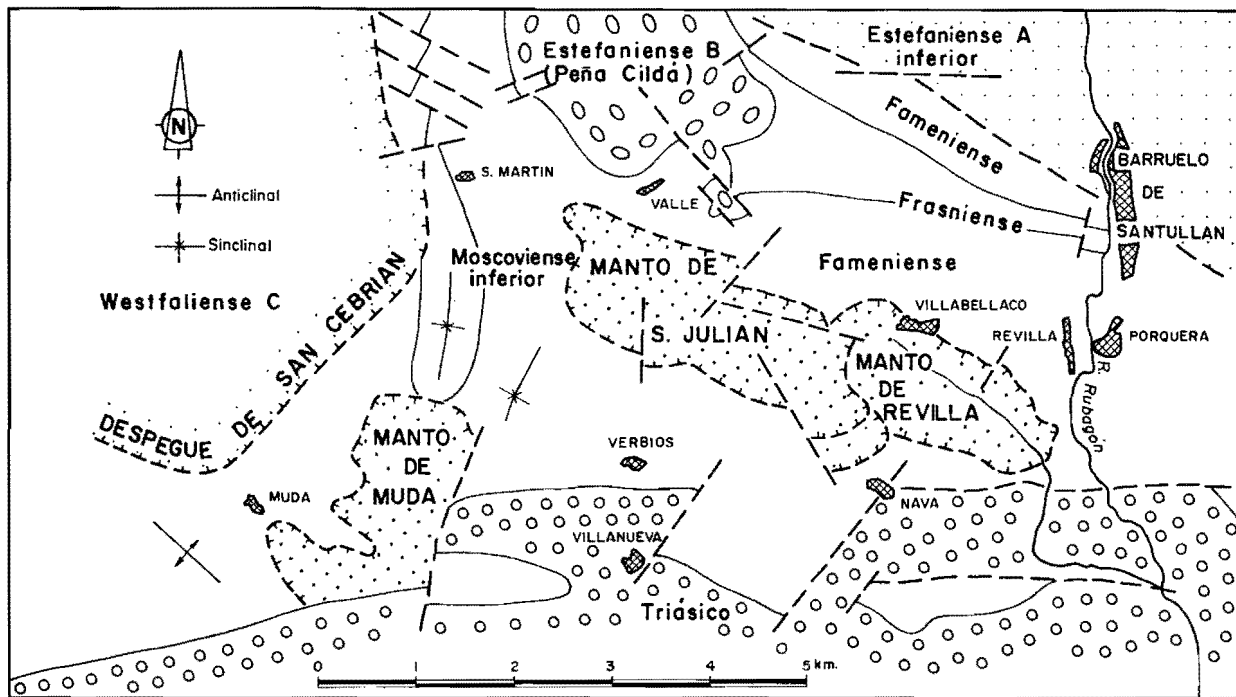 Estefaniense B
(Peña Cildá)
Estefaniense A
inferior
N
Fameniense
BARRUELO
DE
SANTULLAN
S. MARTIN
VALLE
Anticlinal
Frasniense
Sinclinal
Moscoviense
inferior
MANTO DE
S. JULIAN
Fameniense
Westfaliense C
DESPEGUE DE SAN CEBRIAN
VILLABELLACO
REVILLA
PORQUERA
MANTO
DE
REVILLA
R. Rubagón
MANTO
DE
MUDA
VERBIOS
MUDA
NAVA
VILLANUEVA
Triásico
0 1 2 3 4 5 km.